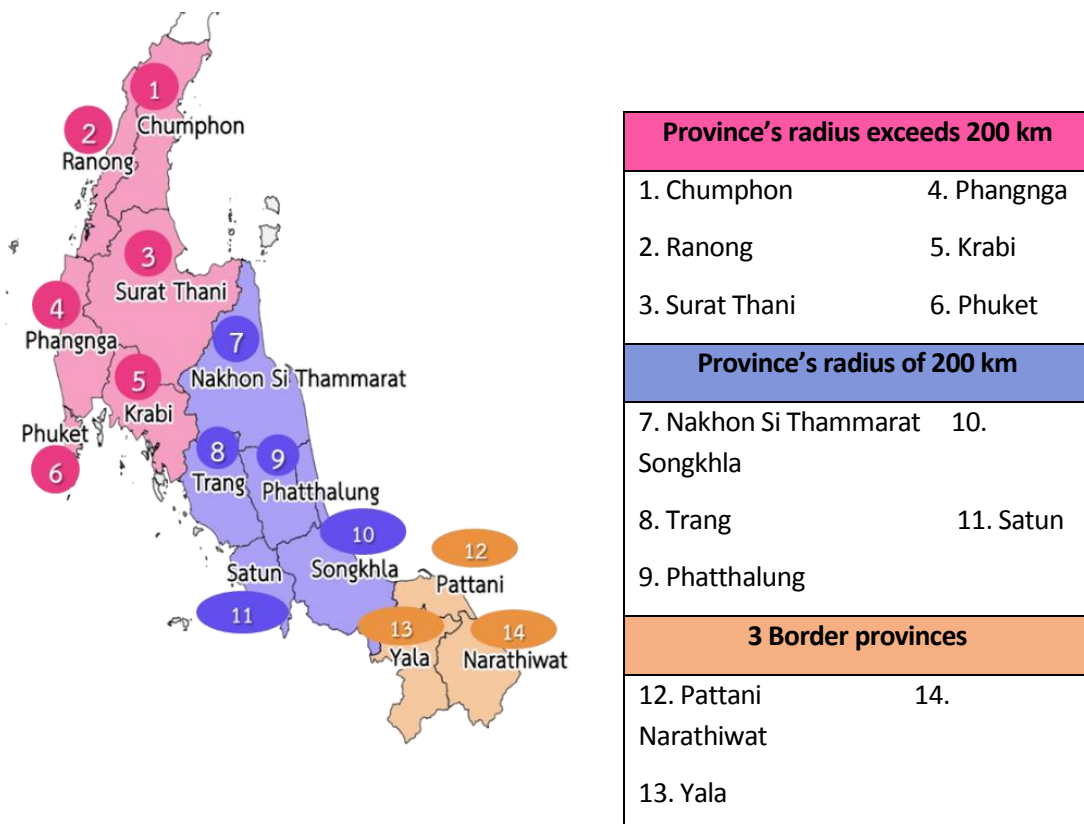 1
Chumphon
2
Ranong
3
Surat Thani
4
Phangnga
7
Nakhon Si Thammarat
5
Krabi
Phuket
6
8
Trang
9
Phatthalung
10
Songkhla
Satun
11
12
Pattani
13
Yala
14
Narathiwat
Province’s radius exceeds 200 km
1. Chumphon 4. Phangnga
2. Ranong 5. Krabi
3. Surat Thani 6. Phuket
Province’s radius of 200 km
7. Nakhon Si Thammarat 10.
Songkhla
8. Trang 11. Satun
9. Phatthalung
3 Border provinces
12. Pattani 14.
Narathiwat
13. Yala